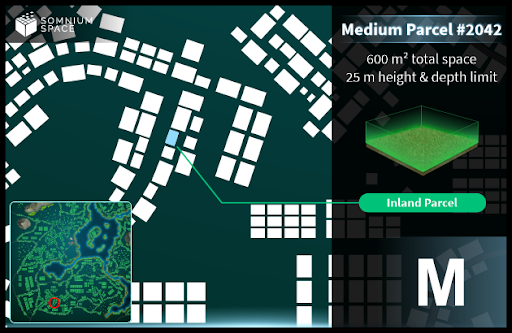 SOMNIUM
SPACE
Medium Parcel #2042
600 m² total space
25 m height & depth limit
Inland Parcel
M